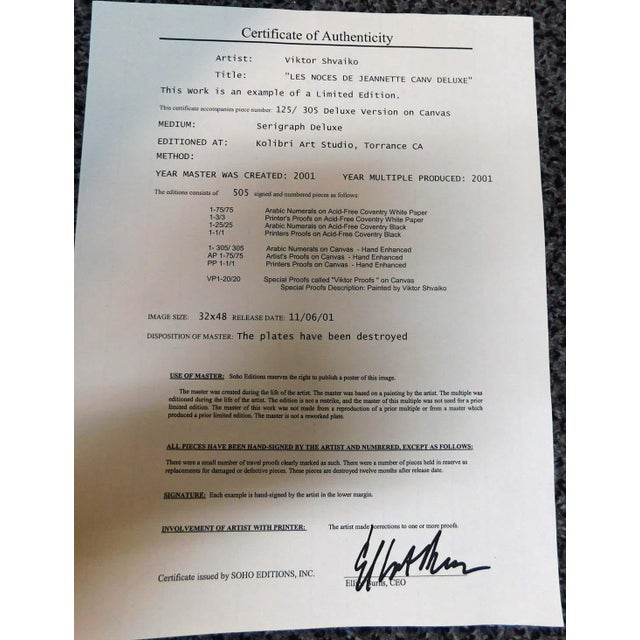 Certificate of Authenticity
Artist: Viktor Shvaiko
Title: "LES NOCES DE JEANNETTE CANV DELUXE"
This Work is an example of a Limited Edition.
This certificate accompanies piece number: 125/ 305 Deluxe Version on Canvas
MEDIUM: Serigraph Deluxe
EDITIONED AT: Kolibri Art Studio, Torrance CA
METHOD:
YEAR MASTER WAS CREATED: 2001 YEAR MULTIPLE PRODUCED: 2001
The editions consists of 505 signed and numbered pieces as follows:
1-75/75 Arabic Numerals on Acid-Free Coventry White Paper
1-3/3 Printer's Proofs on Acid-Free Coventry White Paper
1-25/25 Arabic Numerals on Acid-Free Coventry Black
1-1/1 Printers Proofs on Acid-Free Coventry Black
1- 305/ 305 Arabic Numerals on Canvas - Hand Enhanced
AP 1-75/75 Artist's Proofs on Canvas - Hand Enhanced
PP 1-1/1 Printers Proofs on Canvas - Hand Enhanced
VP1-20/20 Special Proofs called "Viktor Proofs" on Canvas
Special Proofs Description: Painted by Viktor Shvaiko
IMAGE SIZE: 32x48 RELEASE DATE: 11/06/01
DISPOSITION OF MASTER: The plates have been destroyed
USE OF MASTER: Soho Editions reserves the right to publish a poster of this image.
The master was created during the life of the artist. The master was based on a painting by the artist. The multiple was
editioned during the life of the artist. The edition is not a restrike, and the master of this multiple was not used for a prior
limited edition. The master of this work was not made from a reproduction of a prior multiple or from a master which
produced a prior limited edition. The master is not a reworked plate.
ALL PIECES HAVE BEEN HAND-SIGNED BY THE ARTIST AND NUMBERED, EXCEPT AS FOLLOWS:
There were a small number of travel proofs clearly marked as such. There were a number of pieces held in reserve as
replacements for damaged or defective pieces. These pieces are destroyed twelve months after release date.
SIGNATURE: Each example is hand-signed by the artist in the lower margin.
INVOLVEMENT OF ARTIST WITH PRINTER: The artist made corrections to one or more proofs.
Certificate issued by SOHO EDITIONS, INC.
Burns, CEO